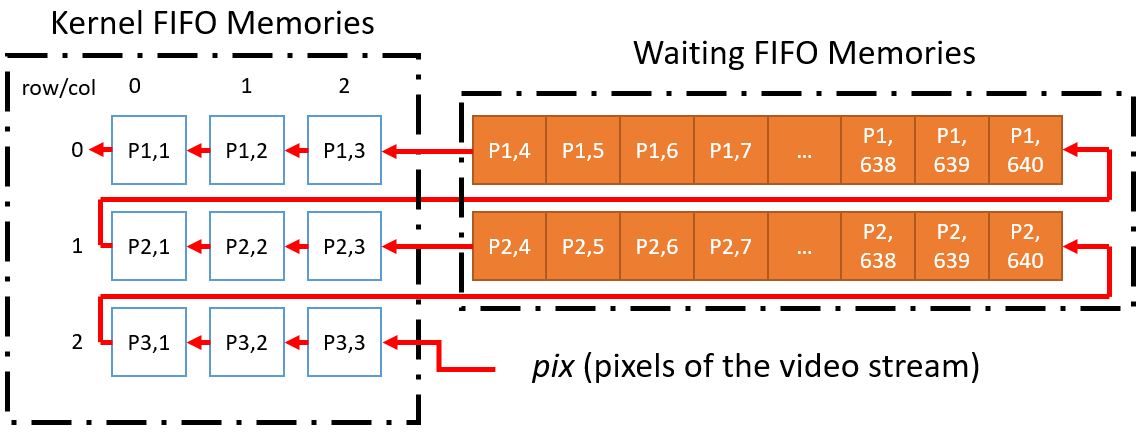 Kernel FIFO Memories
Waiting FIFO Memories
row/col 0 1 2
0 P1,1 P1,2 P1,3 P1,4 P1,5 P1,6 P1,7 ... P1, 638 P1, 639 P1, 640
1 P2,1 P2,2 P2,3 P2,4 P2,5 P2,6 P2,7 ... P2, 638 P2, 639 P2, 640
2 P3,1 P3,2 P3,3
pix (pixels of the video stream)